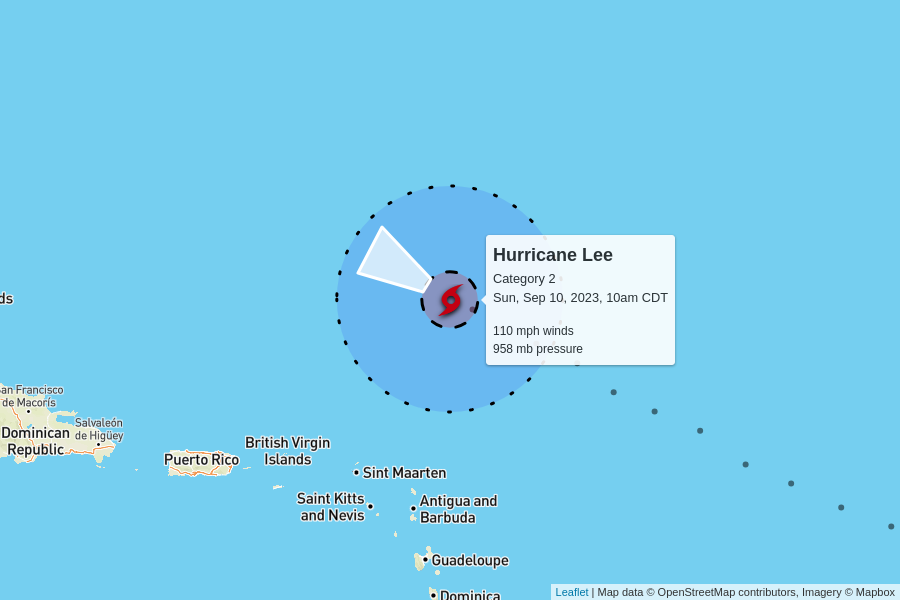 Hurricane Lee
Category 2
Sun, Sep 10, 2023, 10am CDT
110 mph winds
958 mb pressure
ds
an Francisco
de Macorís
Salvaleón
de Higüey
Dominican
Republic
Puerto Rico
British Virgin
Islands
Sint Maarten
Saint Kitts
and Nevis
Antigua and
Barbuda
Guadeloupe
Dominica
Leaflet | Map data © OpenStreetMap contributors, Imagery © Mapbox